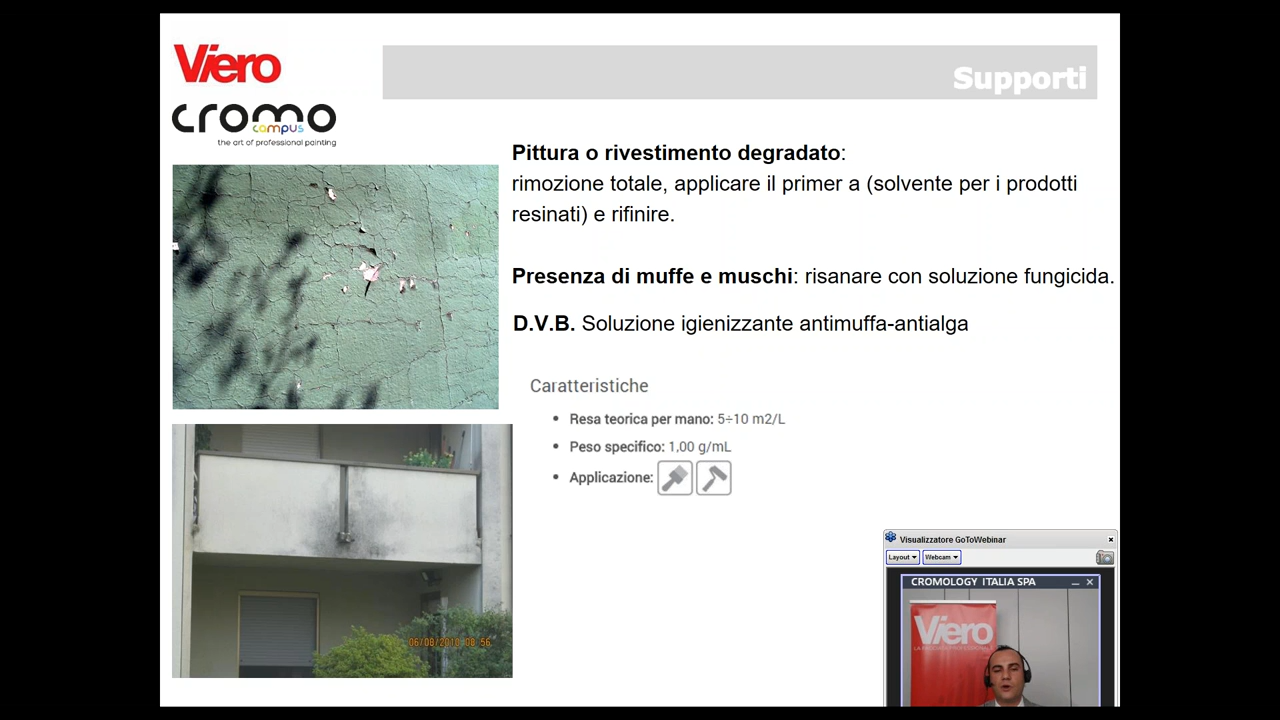 Viero
cromo
campus
the art of professional painting
Supporti
Pittura o rivestimento degradato:
rimozione totale, applicare il primer a (solvente per i prodotti
resinati) e rifinire.
Presenza di muffe e muschi: risanare con soluzione fungicida.
D.V.B. Soluzione igienizzante antimuffa-antialga
Caratteristiche
• Resa teorica per mano: 5÷10 m2/L
• Peso specifico: 1,00 g/mL
• Applicazione:
06/08/2010 08:56
Visualizzatore GoToWebinar
Layout
Webcam
CROMOLOGY ITALIA SPA
Viero